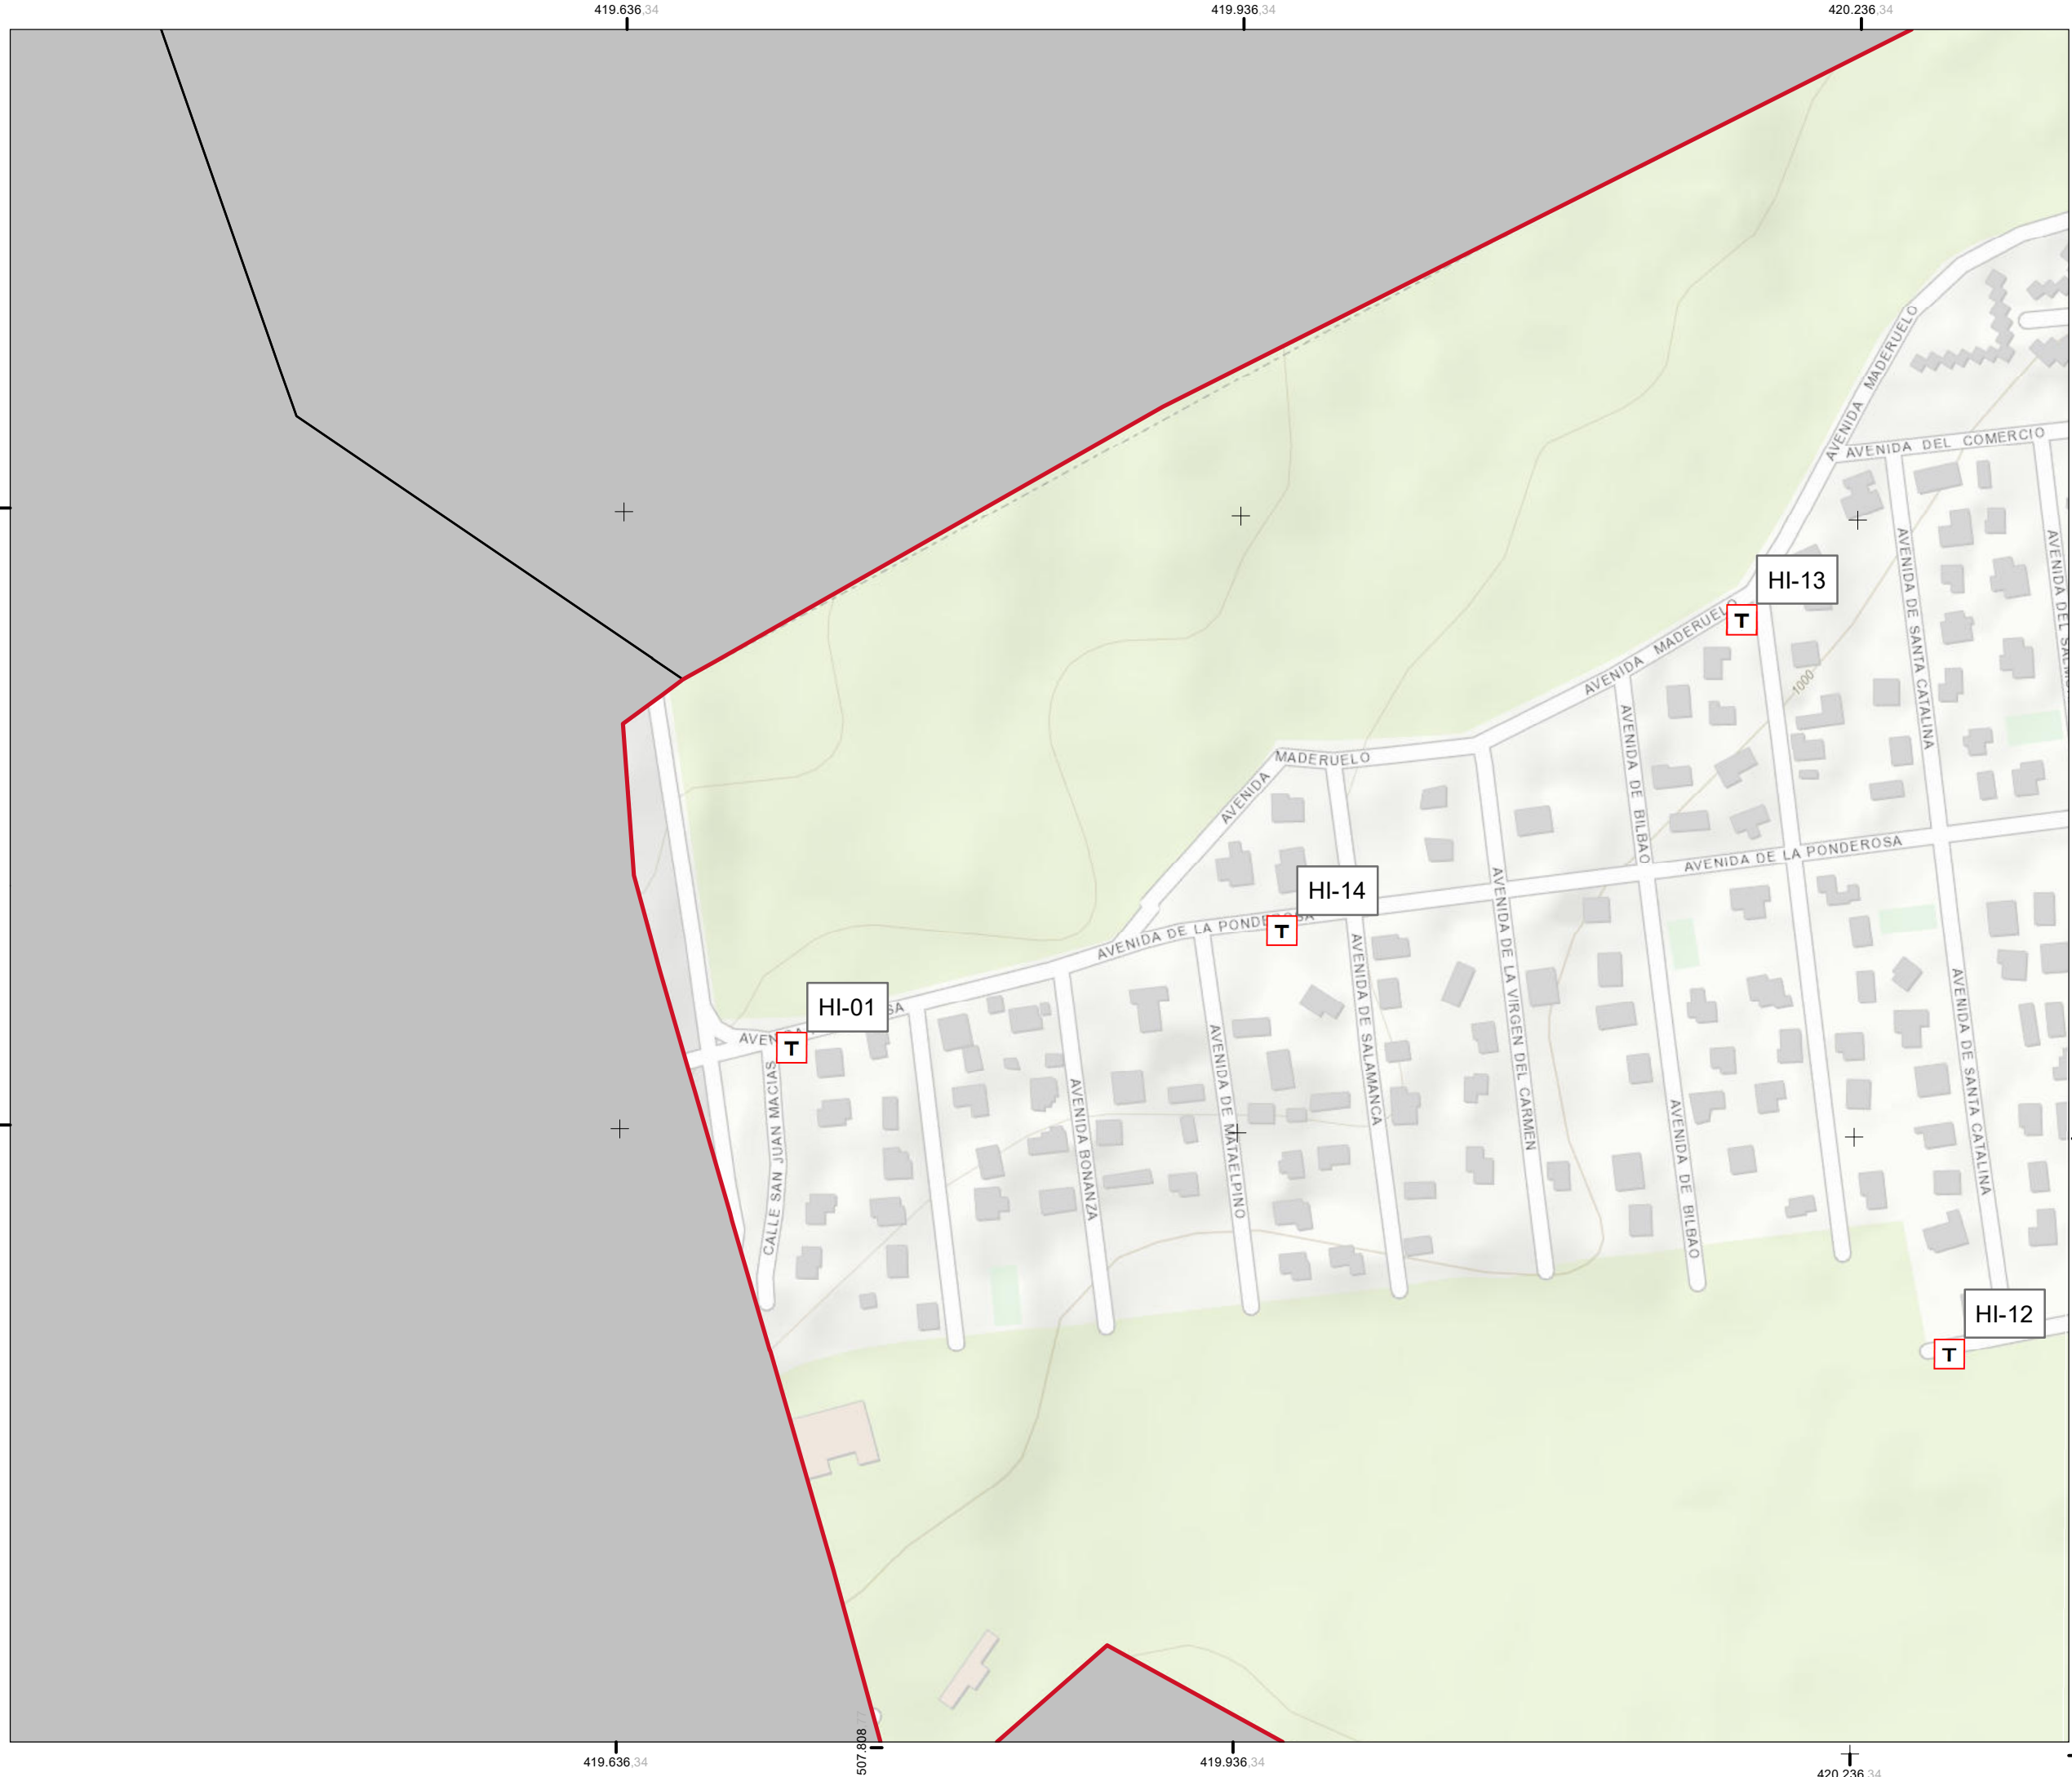 419.636,34
419.936,34
420.236,34
AVENIDA MADERUELO
AVENIDA DEL COMERCIO
AVENIDA DE SANTA CATALINA
AVENIDA DEL
HI-13
T
AVENIDA MADERUELO
1000
AVENIDA DE BILBAO
AVENIDA MADERUELO
AVENIDA DE LA PONDEROSA
HI-14
T
AVENIDA DE LA PONDEROSA
AVENIDA DE LA VIRGEN DEL CARMEN
AVENIDA DE SALAMANCA
AVENIDA DE SANTA CATALINA
HI-01
T
CALLE SAN JUAN MACIAS
AVENIDA BONANZA
AVENIDA DE MATAELPINO
AVENIDA DE BILBAO
HI-12
T
507.808
419.636,34
419.936,34
420.236,34